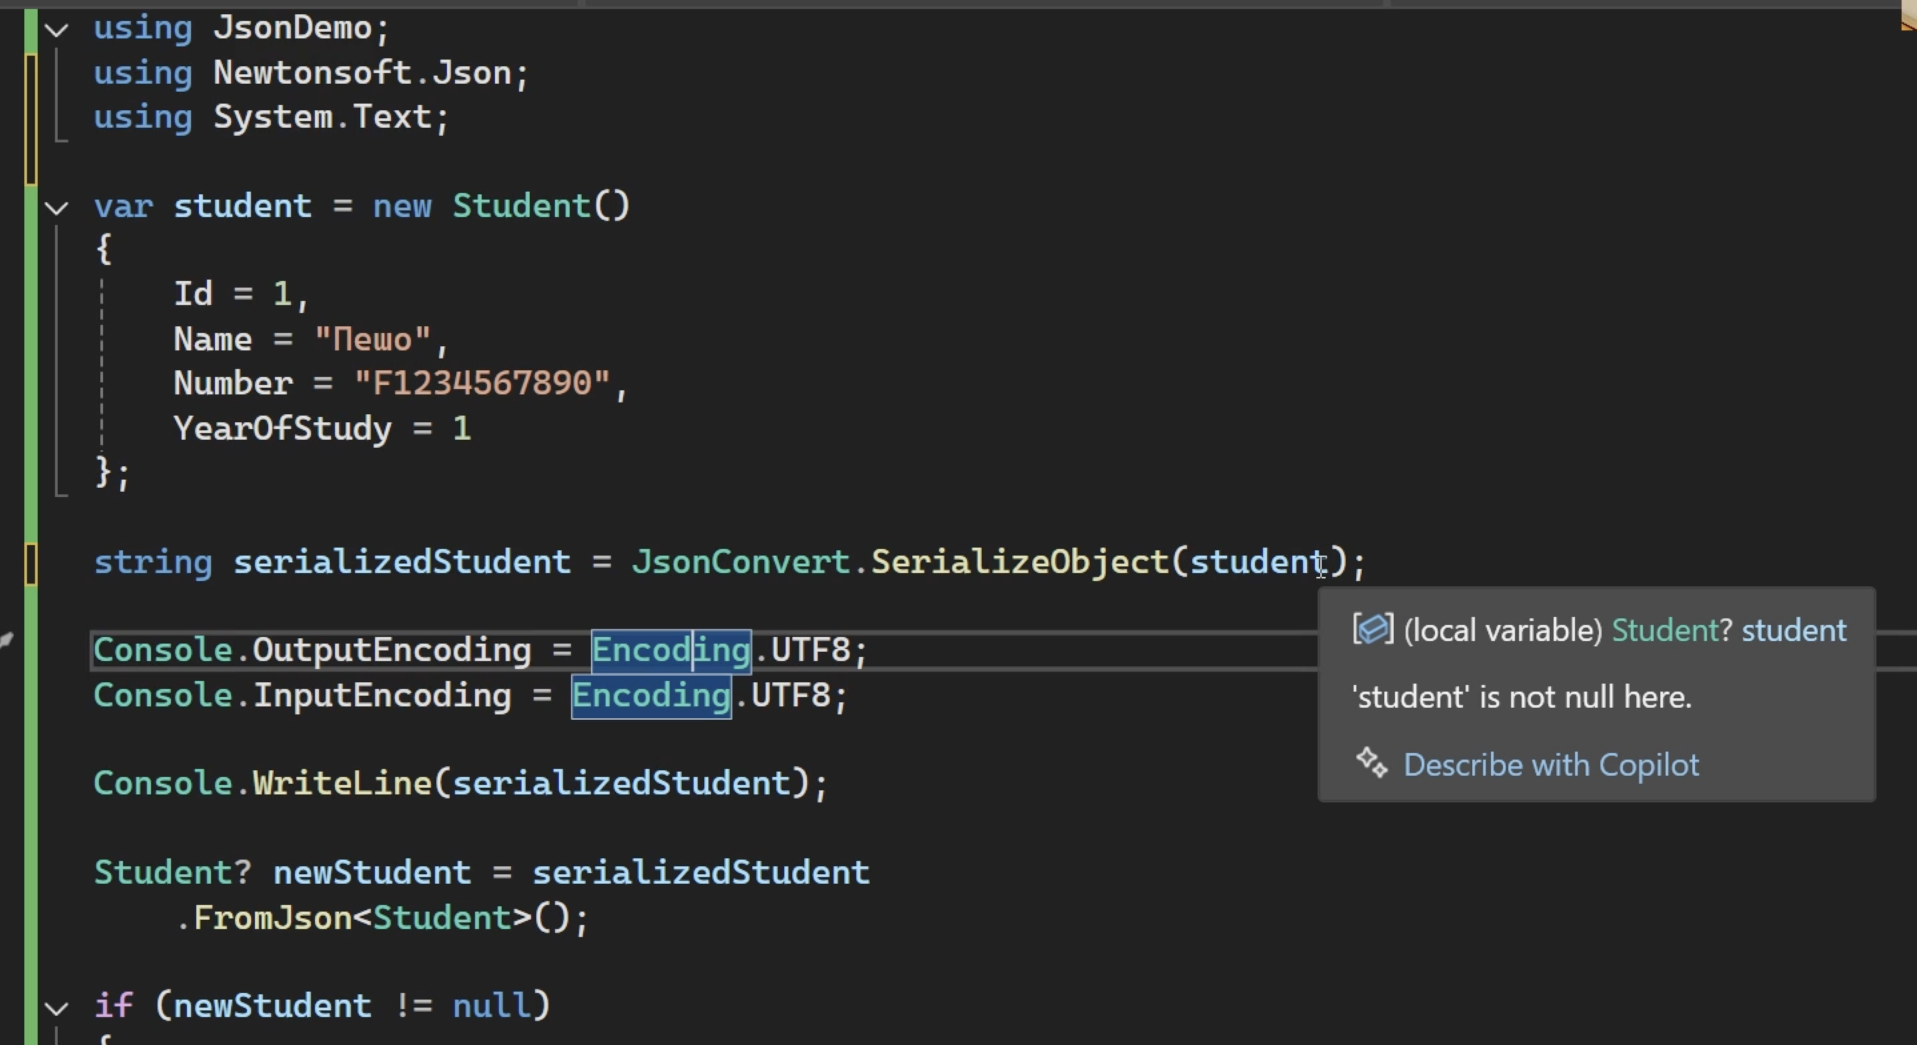 using JsonDemo;
using Newtonsoft.Json;
using System.Text;
var student = new Student()
{
Id = 1,
Name = "Пешо",
Number = "F1234567890",
YearOfStudy = 1
};
string serializedStudent = JsonConvert.SerializeObject(student);
Console.OutputEncoding = Encoding.UTF8;
Console.InputEncoding = Encoding.UTF8;
(local variable) Student? student
'student' is not null here.
Describe with Copilot
Console.WriteLine(serializedStudent);
Student? newStudent = serializedStudent
.FromJson<Student>();
if (newStudent != null)
{